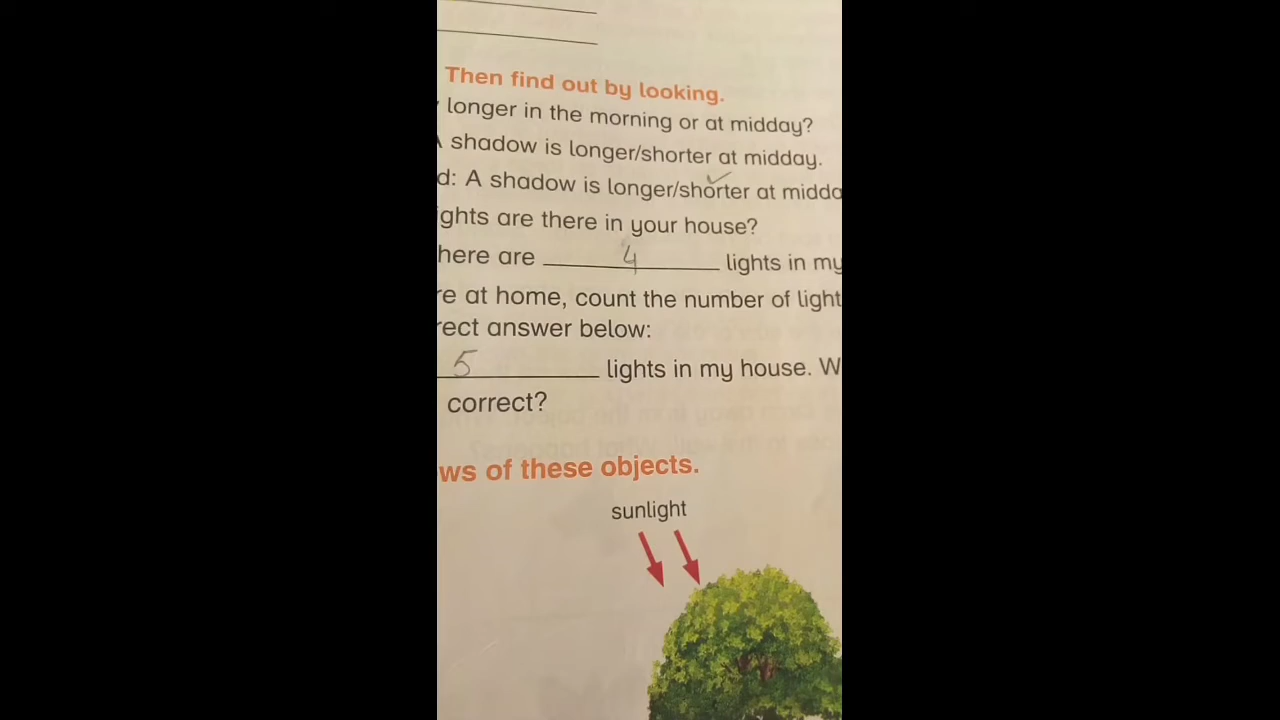 Then find out by looking.
longer in the morning or at midday?
A shadow is longer/shorter at midday.
d: A shadow is longer/shorter at midda
ights are there in your house?
here are 4 lights in my
re at home, count the number of light
rect answer below:
5 lights in my house. W
correct?
ws of these objects.
sunlight